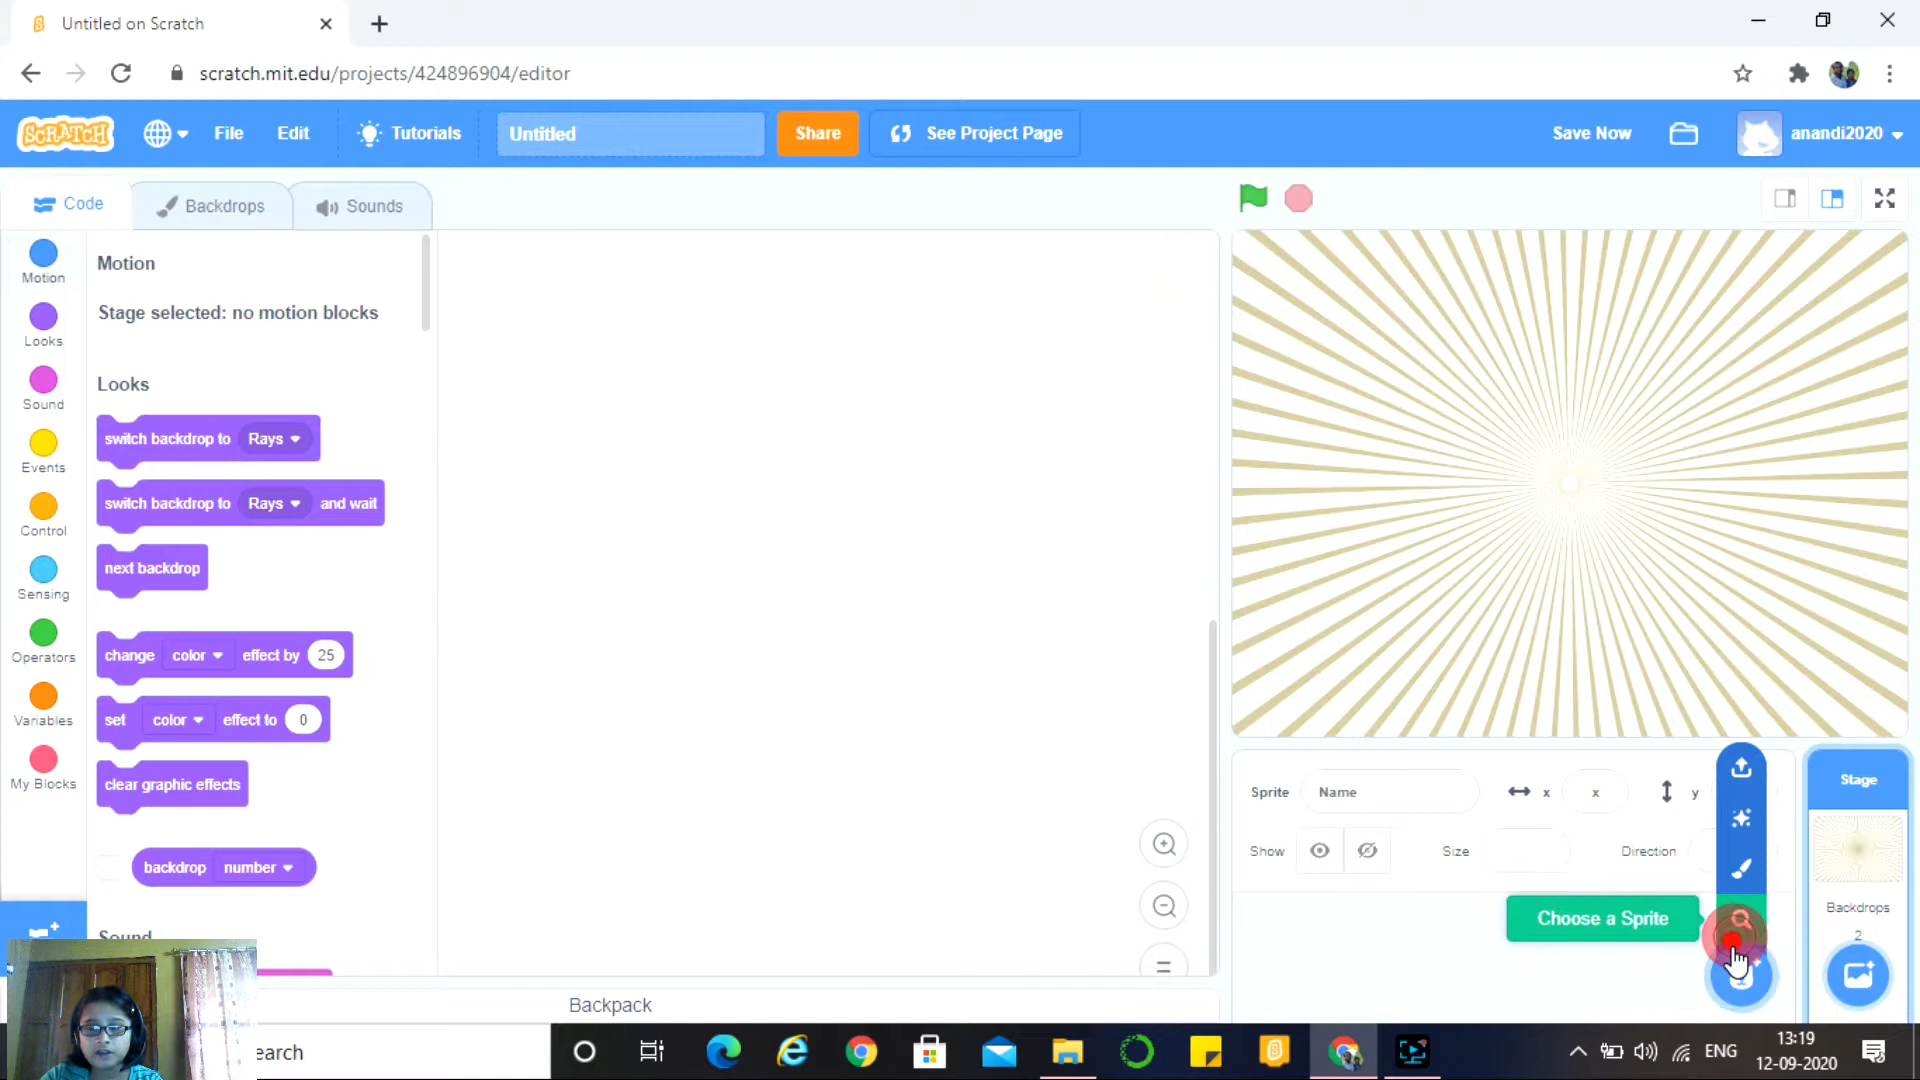 Untitled on Scratch
scratch.mit.edu/projects/424896904/editor
SCRATCH
File
Edit
Tutorials
Untitled
Share
See Project Page
Save Now
anandi2020
Code
Backdrops
Sounds
Motion
Looks
Sound
Events
Control
Sensing
Operators
Variables
My Blocks
Motion
Stage selected: no motion blocks
Looks
switch backdrop to Rays
switch backdrop to Rays and wait
next backdrop
change color effect by 25
set color effect to 0
clear graphic effects
backdrop number
Sound
Backpack
Sprite Name x x y
Show Size Direction
Choose a Sprite
Stage
Backdrops
2
earch
ENG
13:19
12-09-2020